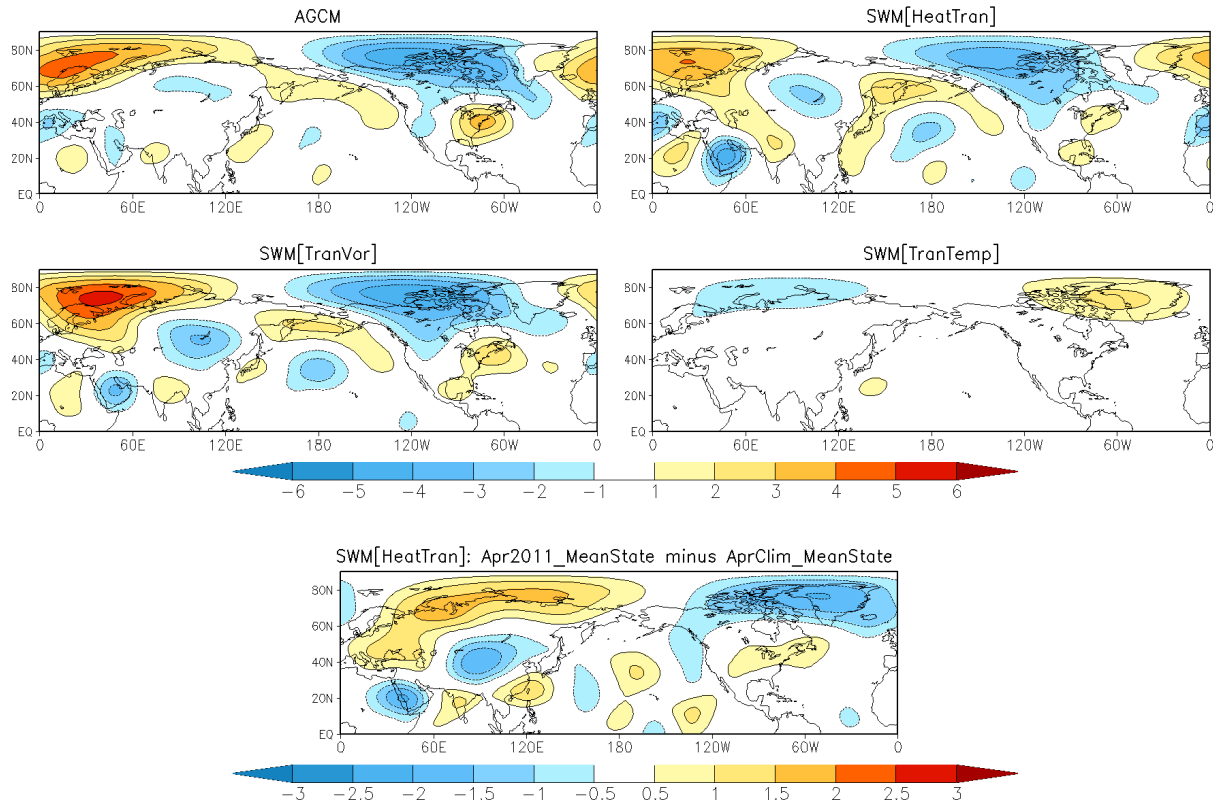 AGCM
SWM[HeatTran]
80N
60N
40N
20N
EQ
0 60E 120E 180 120W 60W 0
80N
60N
40N
20N
EQ
0 60E 120E 180 120W 60W 0
SWM[TranVor]
SWM[TranTemp]
80N
60N
40N
20N
EQ
0 60E 120E 180 120W 60W 0
80N
60N
40N
20N
EQ
0 60E 120E 180 120W 60W 0
-6 -5 -4 -3 -2 -1 1 2 3 4 5 6
SWM[HeatTran]: Apr2011_MeanState minus AprClim_MeanState
80N
60N
40N
20N
EQ
0 60E 120E 180 120W 60W 0
-3 -2.5 -2 -1.5 -1 -0.5 0.5 1 1.5 2 2.5 3